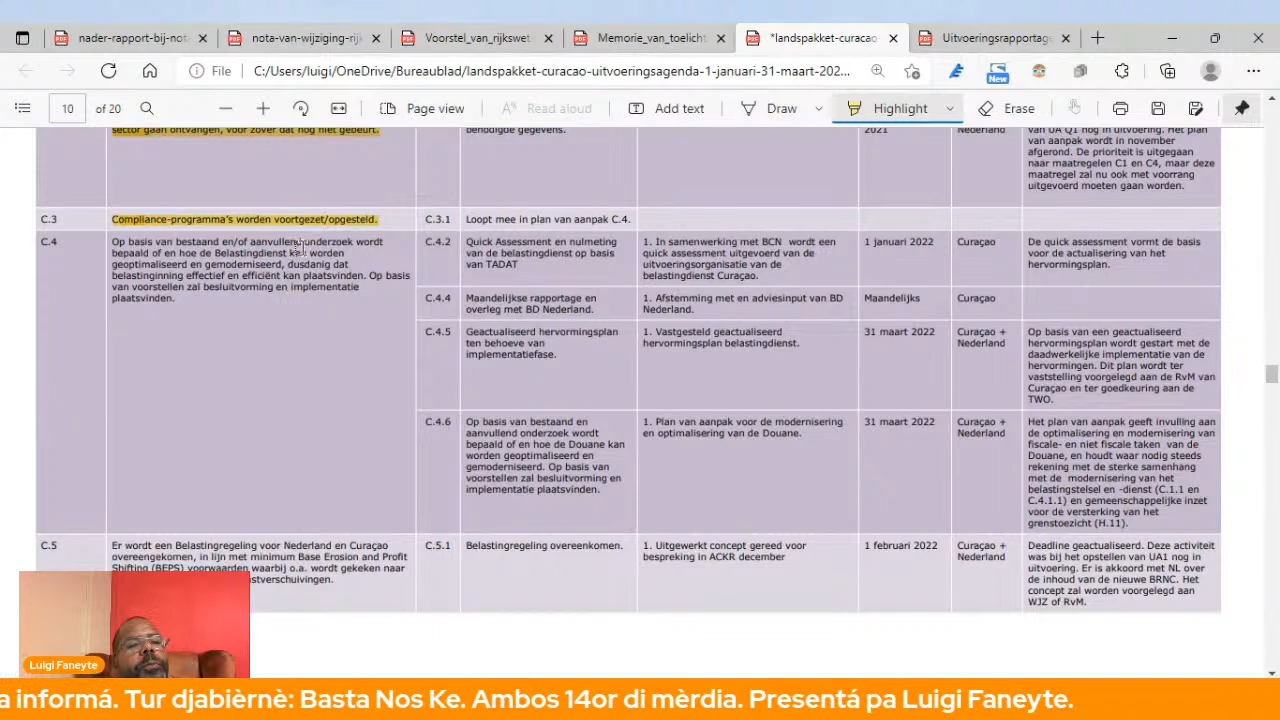 nader-rapport-bij-not
nota-van-wijziging-rij
Voorstel_van_rijkswet
Memorie_van_toelicht
*landspakket-curacao-
Uitvoeringsrapportage
File
C:/Users/luigi/OneDrive/Bureaublad/landspakket-curacao-uitvoeringsagenda-1-januari-31-maart-202...
New
10 of 20
Page view
Read aloud
Add text
Draw
Highlight
Erase
sector gaan ontvangen, voor zover dat nog niet gebeurt.
benodigde gegevens.
2021
Nederland
van UA Q1 nog in uitvoering. Het plan
van aanpak wordt in november
afgerond. De prioriteit is uitgegaan
naar maatregelen C1 en C4, maar deze
maatregel zal nu ook met voorrang
uitgevoerd moeten gaan worden.
C.3
Compliance-programma's worden voortgezet/opgesteld.
C.3.1
Loopt mee in plan van aanpak C.4.
C.4
Op basis van bestaand en/of aanvullend onderzoek wordt
bepaald of en hoe de Belastingdienst kan worden
geoptimaliseerd en gemoderniseerd, dusdanig dat
belastinginning effectief en efficiënt kan plaatsvinden. Op basis
van voorstellen zal besluitvorming en implementatie
plaatsvinden.
C.4.2
Quick Assessment en nulmeting
van de belastingdienst op basis
van TADAT
1. In samenwerking met BCN wordt een
quick assessment uitgevoerd van de
uitvoeringsorganisatie van de
belastingdienst Curaçao.
1 januari 2022
Curaçao
De quick assessment vormt de basis
voor de actualisering van het
hervormingsplan.
C.4.4
Maandelijkse rapportage en
overleg met BD Nederland.
1. Afstemming met en adviesinput van BD
Nederland.
Maandelijks
Curaçao
C.4.5
Geactualiseerd hervormingsplan
ten behoeve van
implementatiefase.
1. Vastgesteld geactualiseerd
hervormingsplan belastingdienst.
31 maart 2022
Curaçao +
Nederland
Op basis van een geactualiseerd
hervormingsplan wordt gestart met de
daadwerkelijke implementatie van de
hervormingen. Dit plan wordt ter
vaststelling voorgelegd aan de RvM van
Curaçao en ter goedkeuring aan de
TWO.
C.4.6
Op basis van bestaand en
aanvullend onderzoek wordt
bepaald of en hoe de Douane kan
worden geoptimaliseerd en
gemoderniseerd. Op basis van
voorstellen zal besluitvorming en
implementatie plaatsvinden.
1. Plan van aanpak voor de modernisering
en optimalisering van de Douane.
31 maart 2022
Curaçao +
Nederland
Het plan van aanpak geeft invulling aan
de optimalisering en modernisering van
fiscale- en niet fiscale taken van de
Douane, en houdt waar nodig steeds
rekening met de sterke samenhang
met de modernisering van het
belastingstelsel en -dienst (C.1.1 en
C.4.1.1) en gemeenschappelijke inzet
voor de versterking van het
grenstoezicht (H.11).
C.5
Er wordt een Belastingregeling voor Nederland en Curaçao
overeengekomen, in lijn met minimum Base Erosion and Profit
Shifting (BEPS) voorwaarden waarbij o.a. wordt gekeken naar
C.5.1
Belastingregeling overeenkomen.
1. Uitgewerkt concept gereed voor
bespreking in ACKR december
1 februari 2022
Curaçao +
Nederland
Deadline geactualiseerd. Deze activiteit
was bij het opstellen van UA1 nog in
uitvoering. Er is akkoord met NL over
de inhoud van de nieuwe BRNC. Het
concept zal worden voorgelegd aan
WJZ of RvM.
Luigi Faneyte
a informá. Tur djabièrnè: Basta Nos Ke. Ambos 14or di mèrdia. Presentá pa Luigi Faneyte.